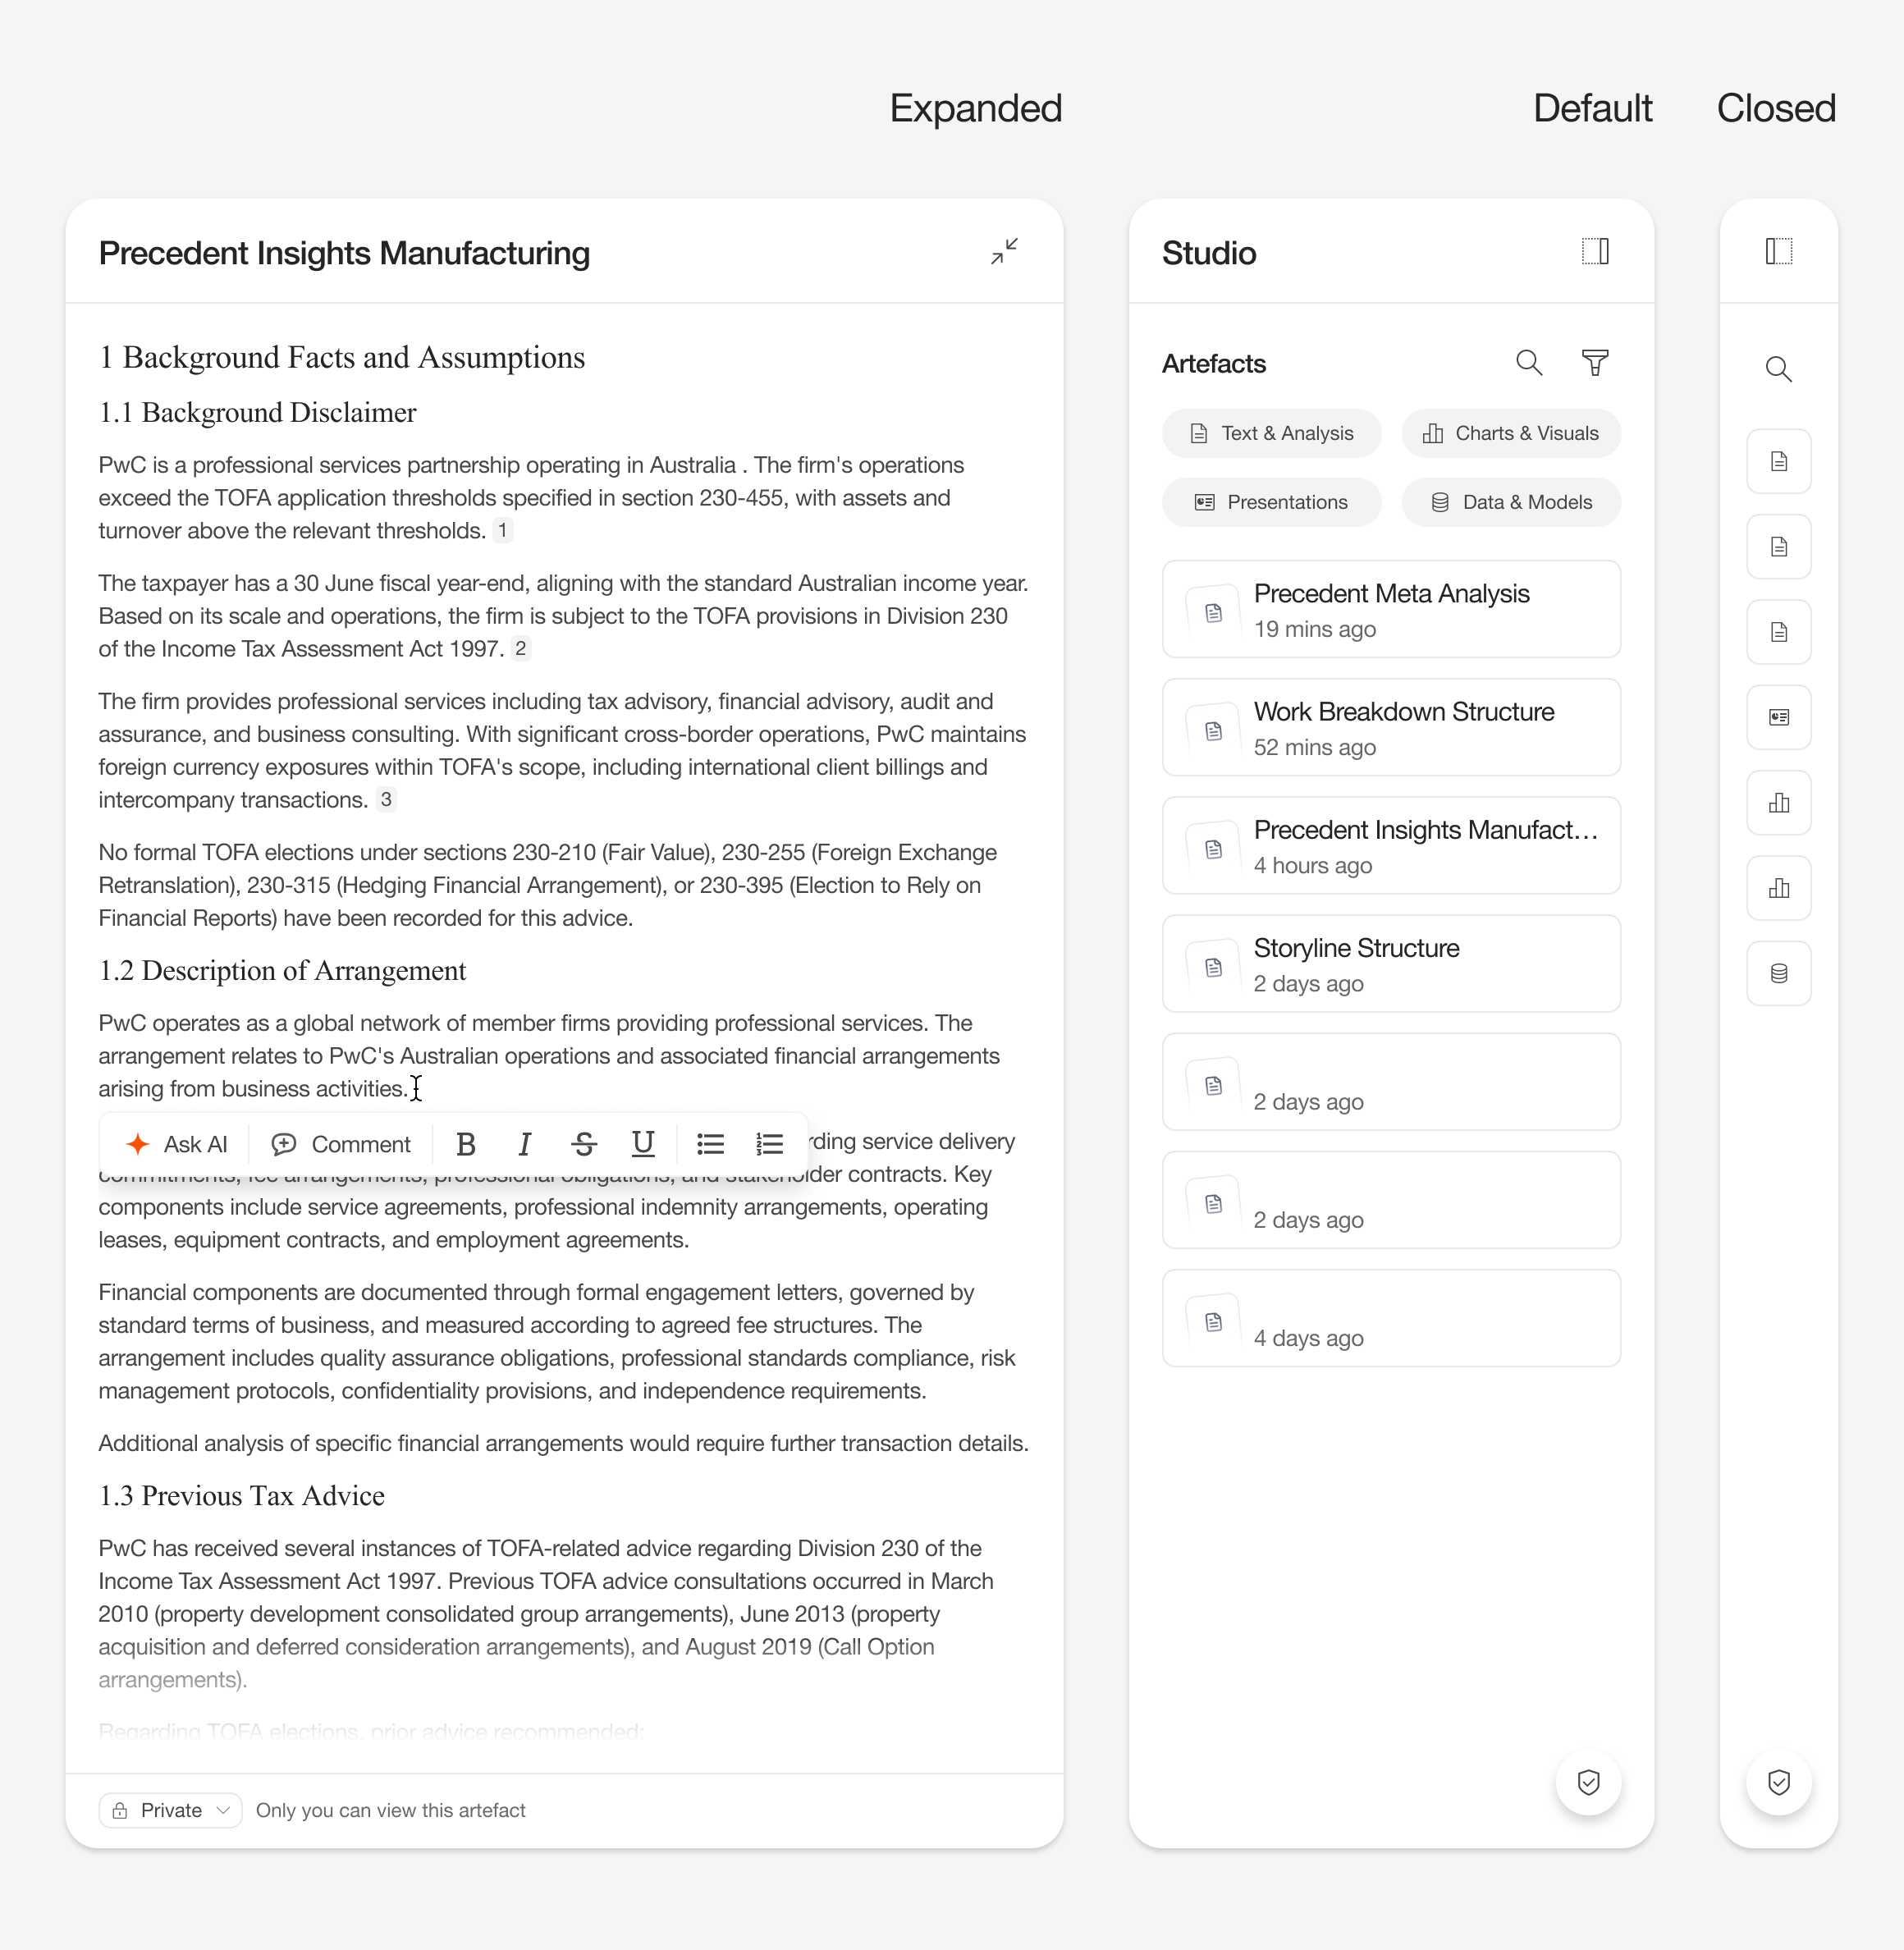 Expanded
Default
Closed
Precedent Insights Manufacturing
1 Background Facts and Assumptions
1.1 Background Disclaimer
PwC is a professional services partnership operating in Australia . The firm's operations
exceed the TOFA application thresholds specified in section 230-455, with assets and
turnover above the relevant thresholds. 1
The taxpayer has a 30 June fiscal year-end, aligning with the standard Australian income year.
Based on its scale and operations, the firm is subject to the TOFA provisions in Division 230
of the Income Tax Assessment Act 1997. 2
The firm provides professional services including tax advisory, financial advisory, audit and
assurance, and business consulting. With significant cross-border operations, PwC maintains
foreign currency exposures within TOFA's scope, including international client billings and
intercompany transactions. 3
No formal TOFA elections under sections 230-210 (Fair Value), 230-255 (Foreign Exchange
Retranslation), 230-315 (Hedging Financial Arrangement), or 230-395 (Election to Rely on
Financial Reports) have been recorded for this advice.
1.2 Description of Arrangement
PwC operates as a global network of member firms providing professional services. The
arrangement relates to PwC's Australian operations and associated financial arrangements
arising from business activities.
Ask AI Comment B I S U
rding service delivery
commitments, fee arrangements, professional obligations, and stakeholder contracts. Key
components include service agreements, professional indemnity arrangements, operating
leases, equipment contracts, and employment agreements.
Financial components are documented through formal engagement letters, governed by
standard terms of business, and measured according to agreed fee structures. The
arrangement includes quality assurance obligations, professional standards compliance, risk
management protocols, confidentiality provisions, and independence requirements.
Additional analysis of specific financial arrangements would require further transaction details.
1.3 Previous Tax Advice
PwC has received several instances of TOFA-related advice regarding Division 230 of the
Income Tax Assessment Act 1997. Previous TOFA advice consultations occurred in March
2010 (property development consolidated group arrangements), June 2013 (property
acquisition and deferred consideration arrangements), and August 2019 (Call Option
arrangements).
Regarding TOFA elections, prior advice recommended:
Private
Only you can view this artefact
Studio
Artefacts
Text & Analysis
Charts & Visuals
Presentations
Data & Models
Precedent Meta Analysis
19 mins ago
Work Breakdown Structure
52 mins ago
Precedent Insights Manufact...
4 hours ago
Storyline Structure
2 days ago
2 days ago
2 days ago
4 days ago